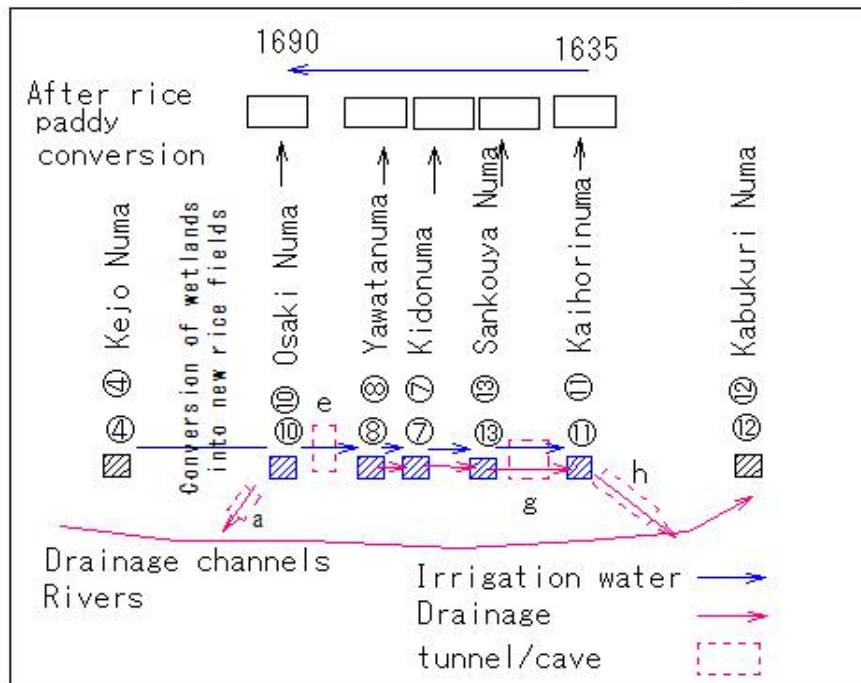 1690
1635
After rice
paddy
conversion
Kejo Numa
Conversion of wetlands
into new rice fields
Osaki Numa
Yawatanuma
Kidonuma
Sankouya Numa
Kaihorinuma
Kabukuri Numa
④
⑩
⑧
⑦
⑬
⑪
⑫
e
④
⑩
⑧
⑦
⑬
⑪
⑫
a
g
h
Drainage channels
Rivers
Irrigation water
Drainage
tunnel/cave